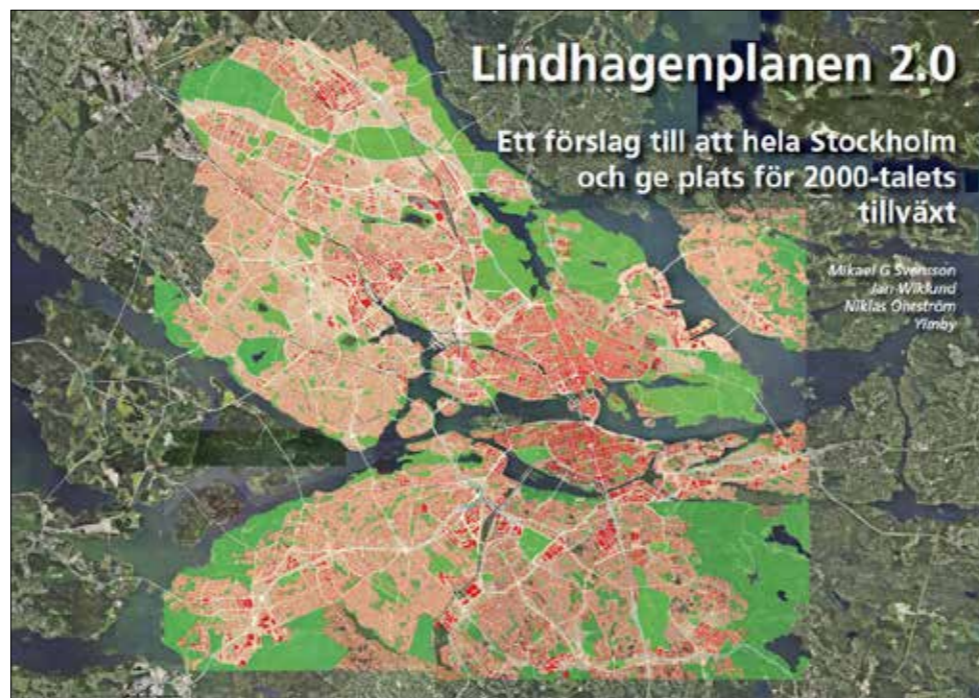 Lindhagenplanen 2.0
Ett förslag till att hela Stockholm
och ge plats för 2000-talets
tillväxt
Mikael G Svensson
Jan Wiklund
Niklas Öhrström
Yimby